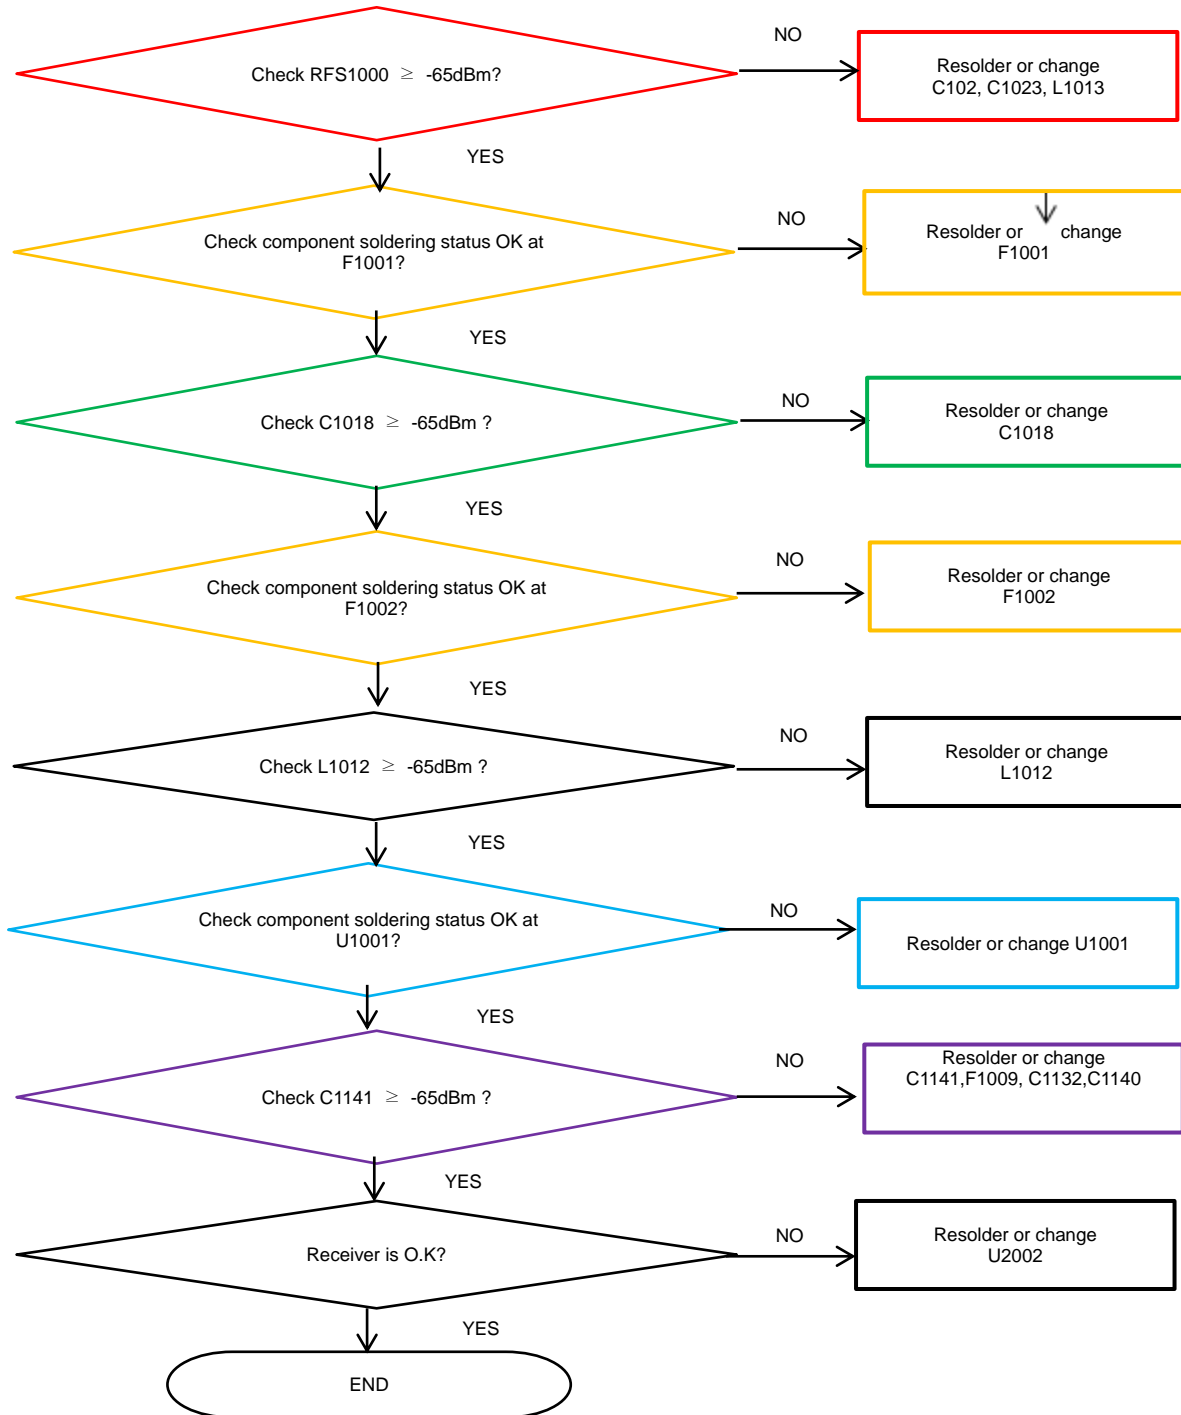 Check RFS1000 ≥ -65dBm?
NO
Resolder or change
C102, C1023, L1013
YES
Check component soldering status OK at
F1001?
NO
Resolder or change
F1001
YES
Check C1018 ≥ -65dBm ?
NO
Resolder or change
C1018
YES
Check component soldering status OK at
F1002?
NO
Resolder or change
F1002
YES
Check L1012 ≥ -65dBm ?
NO
Resolder or change
L1012
YES
Check component soldering status OK at
U1001?
NO
Resolder or change U1001
YES
Check C1141 ≥ -65dBm ?
NO
Resolder or change
C1141,F1009, C1132,C1140
YES
Receiver is O.K?
NO
Resolder or change
U2002
YES
END